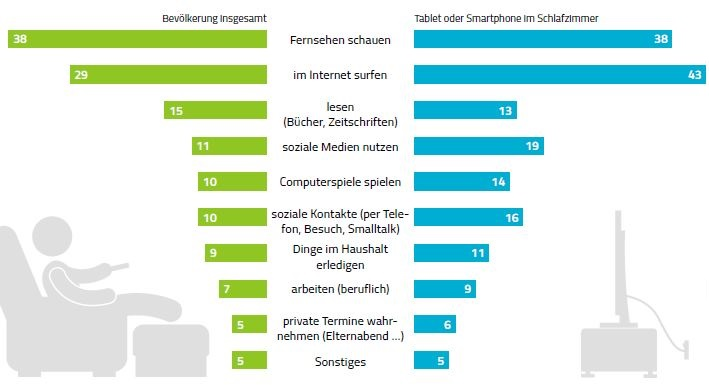 Bevölkerung insgesamt
Tablet oder Smartphone im Schlafzimmer
38 Fernsehen schauen 38
29 im Internet surfen 43
15 lesen 13
(Bücher, Zeitschriften)
11 soziale Medien nutzen 19
10 Computerspiele spielen 14
10 soziale Kontakte (per Tele- 16
fon, Besuch, Smalltalk)
9 Dinge im Haushalt 11
erledigen
7 arbeiten (beruflich) 9
5 private Termine wahr- 6
nehmen (Elternabend ...)
5 Sonstiges 5